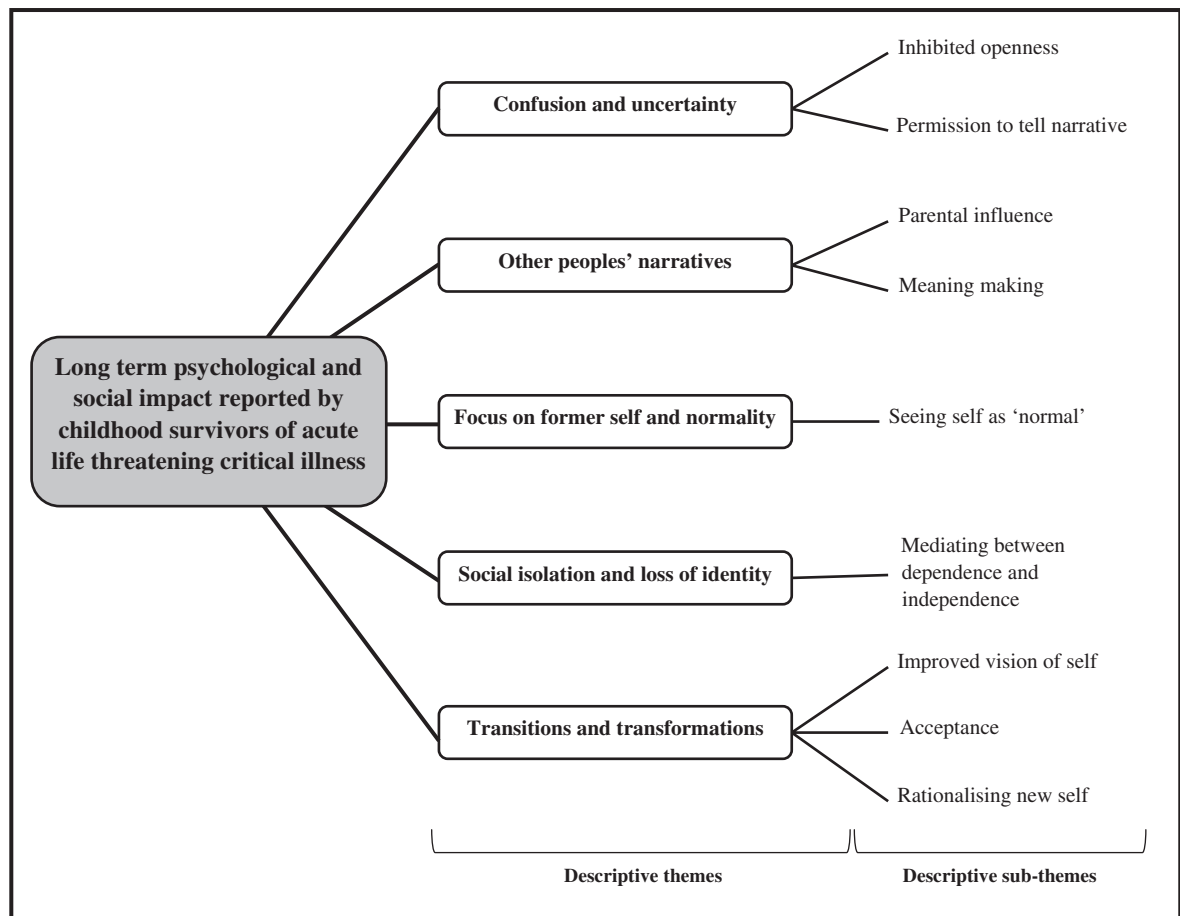 Long term psychological and
social impact reported by
childhood survivors of acute
life threatening critical illness
Confusion and uncertainty
Inhibited openness
Permission to tell narrative
Other peoples’ narratives
Parental influence
Meaning making
Focus on former self and normality
Seeing self as ‘normal’
Social isolation and loss of identity
Mediating between
dependence and
independence
Transitions and transformations
Improved vision of self
Acceptance
Rationalising new self
Descriptive themes
Descriptive sub-themes